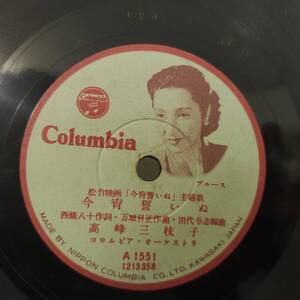 Columbia
ブルース
松竹映画「今宵誓いぬ」主題歌
今宵誓いぬ
西條八十作詞・万城目正作曲・田代与志編曲
高峰三枝子
コロムビア・オーケストラ
A 1551
1213358
MADE BY NIPPON COLUMBIA CO., LTD. KAWASAKI JAPAN